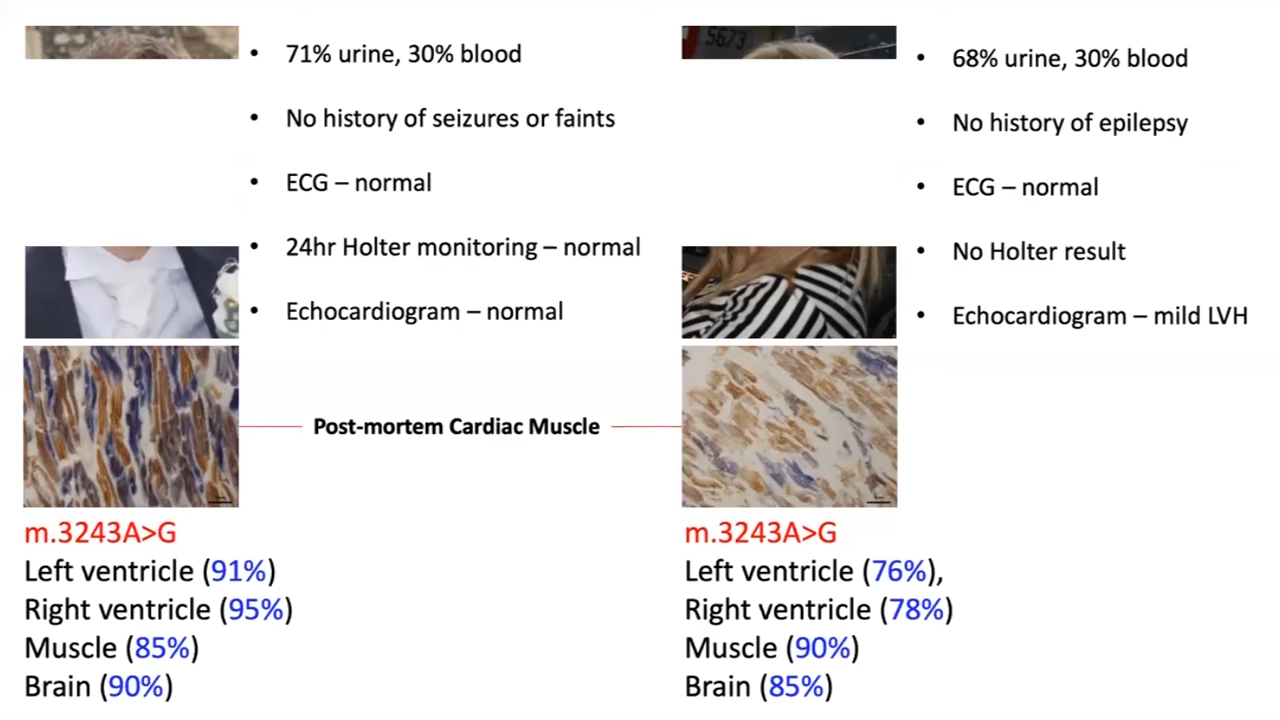 • 71% urine, 30% blood
• No history of seizures or faints
• ECG – normal
• 24hr Holter monitoring – normal
• Echocardiogram – normal
5673
• 68% urine, 30% blood
• No history of epilepsy
• ECG – normal
• No Holter result
• Echocardiogram – mild LVH
Post-mortem Cardiac Muscle
m.3243A>G
Left ventricle (91%)
Right ventricle (95%)
Muscle (85%)
Brain (90%)
m.3243A>G
Left ventricle (76%),
Right ventricle (78%)
Muscle (90%)
Brain (85%)